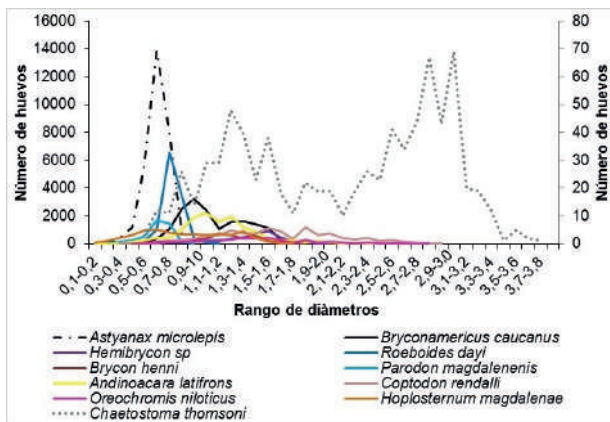 16000
14000
12000
10000
8000
6000
4000
2000
0
Número de huevos
80
70
60
50
40
30
20
10
0
Número de huevos
0,1-0,2
0,3-0,4
0,5-0,6
0,7-0,8
0,9-1,0
1,1-1,2
1,3-1,4
1,5-1,6
1,7-1,8
1,9-2,0
2,1-2,2
2,3-2,4
2,5-2,6
2,7-2,8
2,9-3,0
3,1-3,2
3,3-3,4
3,5-3,6
3,7-3,8
Rango de diàmetros
Astyanax microlepis
Bryconamericus caucanus
Hemibrycon sp
Roeboides dayi
Brycon henni
Parodon magdalenenis
Andinoacara latifrons
Coptodon rendalli
Oreochromis niloticus
Hoplosternum magdalenae
Chaetostoma thomsoni